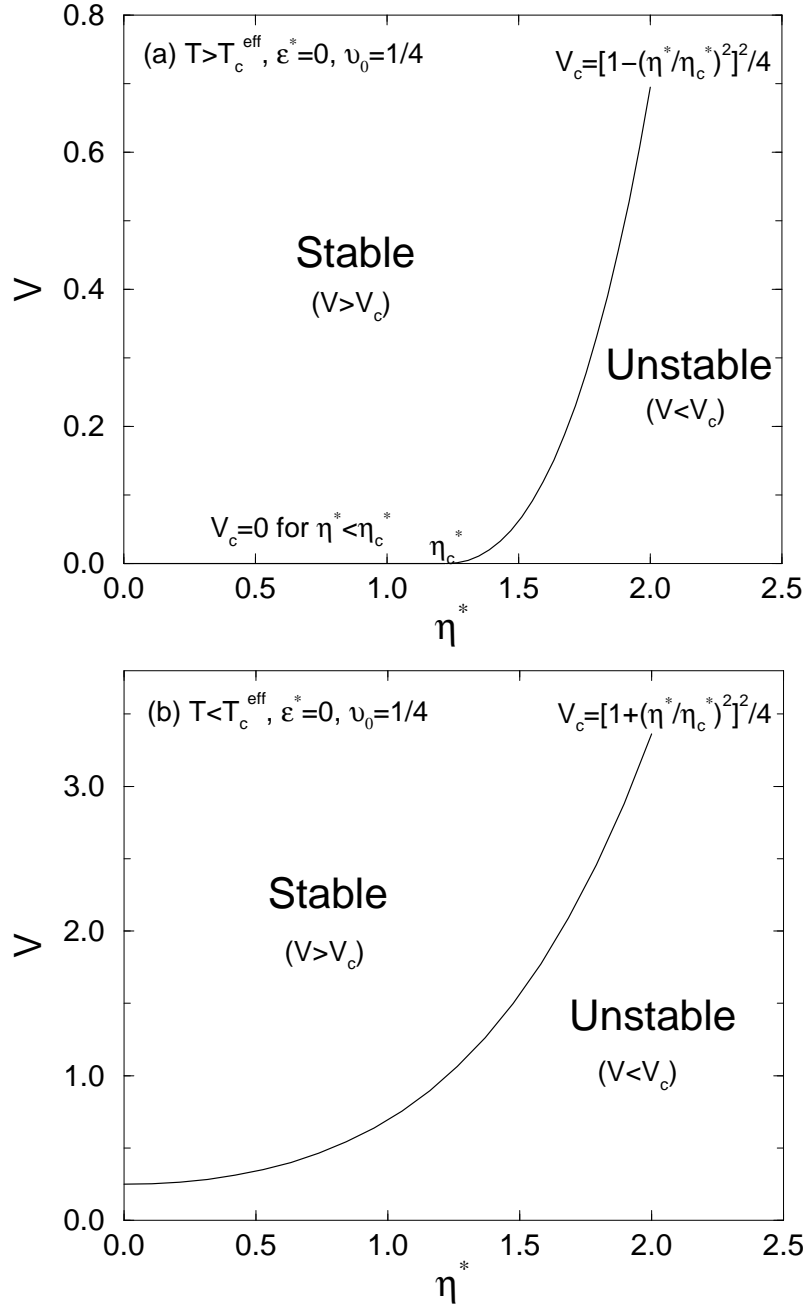 (a) T>T_c^eff, ε*=0, υ_0=1/4
V_c=[1−(η*/η_c*)^2]^2/4
0.8
0.6
0.4
0.2
0.0
V
Stable
(V>V_c)
Unstable
(V<V_c)
V_c=0 for η*<η_c*
η_c*
0.0 0.5 1.0 1.5 2.0 2.5
η*
(b) T<T_c^eff, ε*=0, υ_0=1/4
V_c=[1+(η*/η_c*)^2]^2/4
3.0
2.0
1.0
0.0
V
Stable
(V>V_c)
Unstable
(V<V_c)
0.0 0.5 1.0 1.5 2.0 2.5
η*